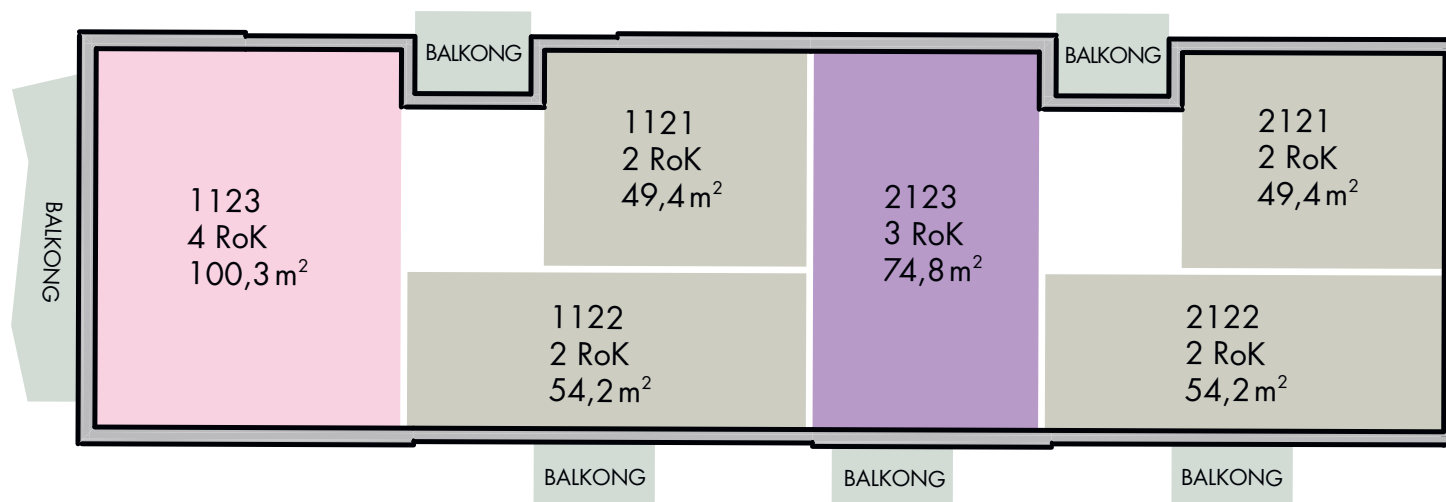 BALKONG
BALKONG
BALKONG
1123
4 RoK
100,3 m²
1121
2 RoK
49,4 m²
1122
2 RoK
54,2 m²
2123
3 RoK
74,8 m²
2121
2 RoK
49,4 m²
2122
2 RoK
54,2 m²
BALKONG
BALKONG
BALKONG